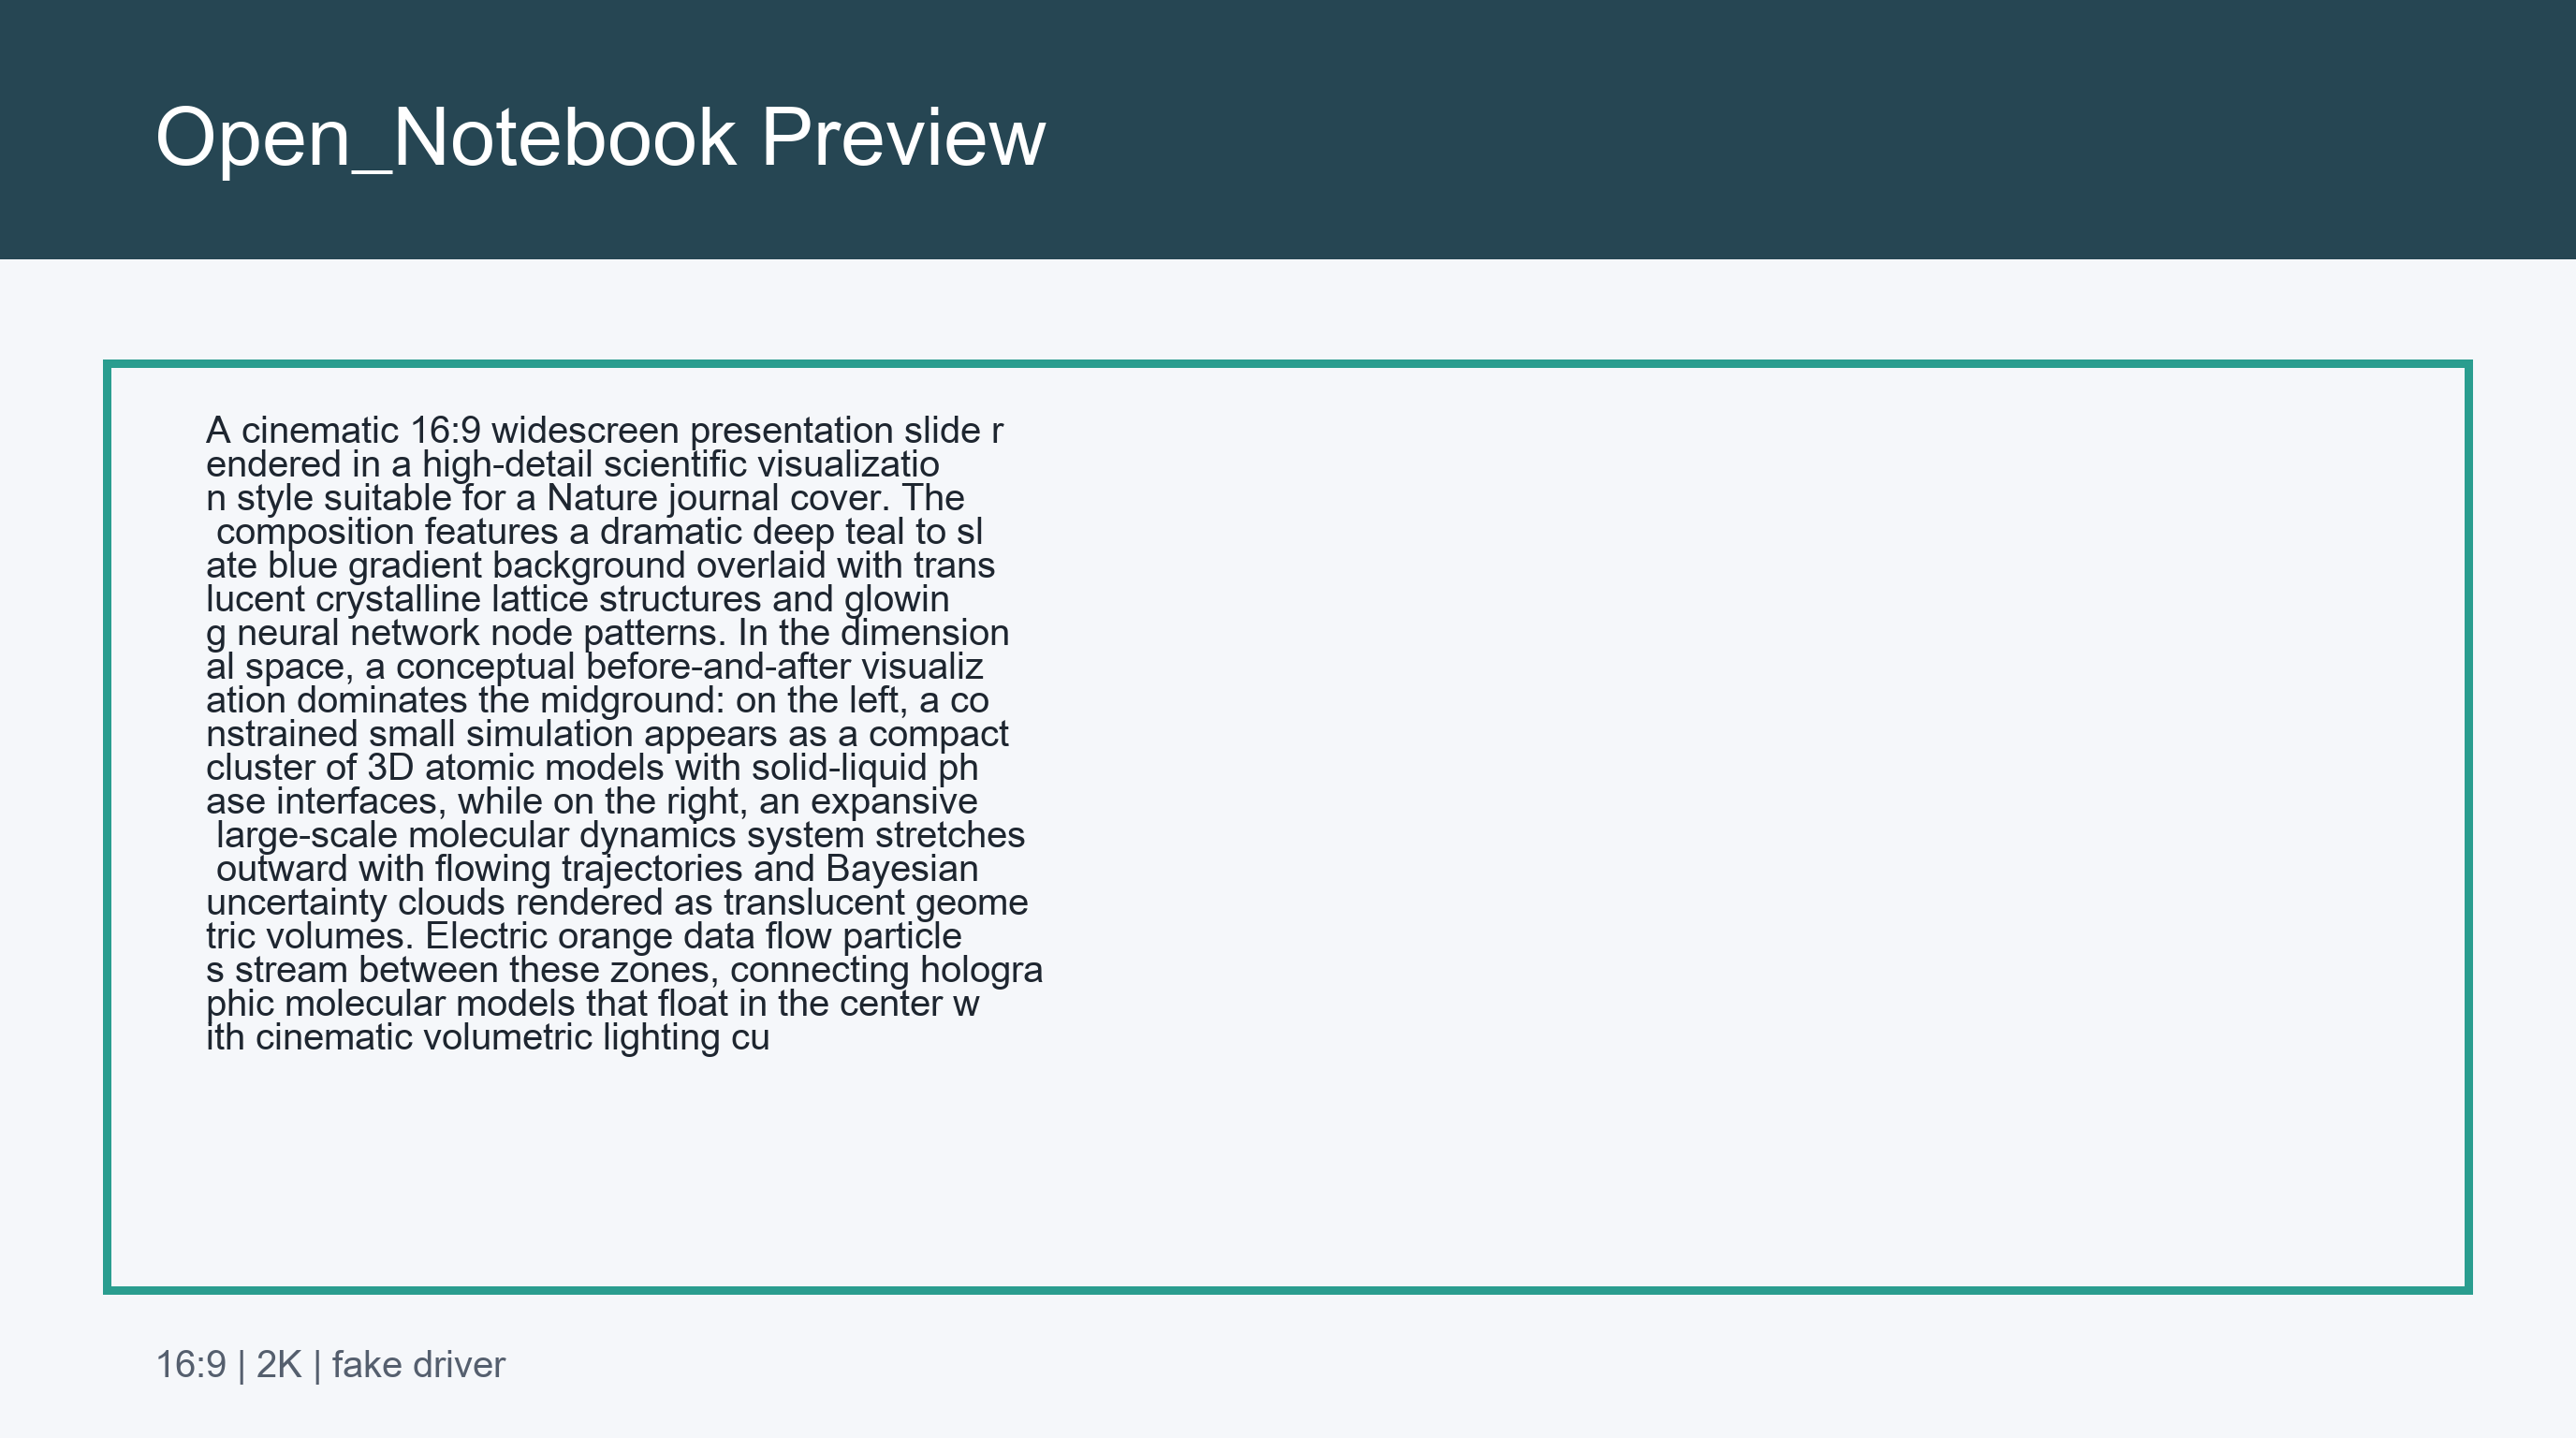 Open_Notebook Preview
A cinematic 16:9 widescreen presentation slide r
endered in a high-detail scientific visualizatio
n style suitable for a Nature journal cover. The
 composition features a dramatic deep teal to sl
ate blue gradient background overlaid with trans
lucent crystalline lattice structures and glowin
g neural network node patterns. In the dimension
al space, a conceptual before-and-after visualiz
ation dominates the midground: on the left, a co
nstrained small simulation appears as a compact
cluster of 3D atomic models with solid-liquid ph
ase interfaces, while on the right, an expansive
 large-scale molecular dynamics system stretches
 outward with flowing trajectories and Bayesian
uncertainty clouds rendered as translucent geome
tric volumes. Electric orange data flow particle
s stream between these zones, connecting hologra
phic molecular models that float in the center w
ith cinematic volumetric lighting cu
16:9 | 2K | fake driver